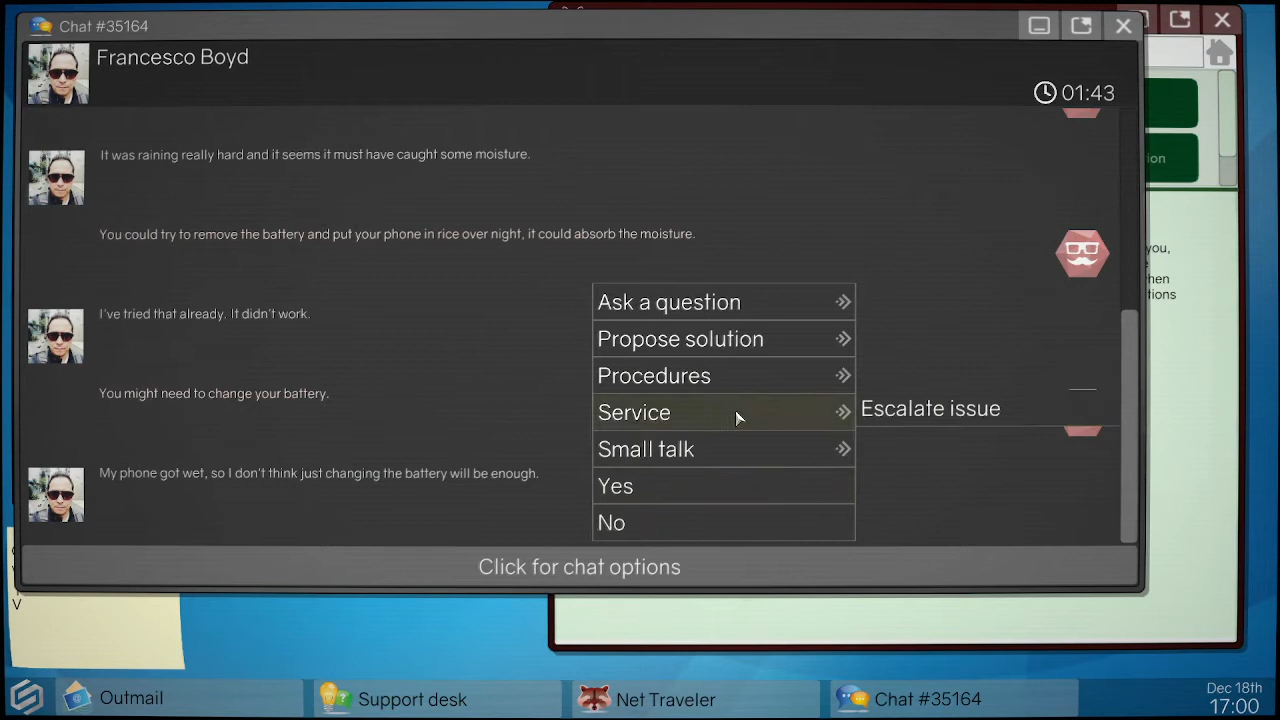 Chat #35164
Francesco Boyd
01:43
It was raining really hard and it seems it must have caught some moisture.
You could try to remove the battery and put your phone in rice over night, it could absorb the moisture.
I've tried that already. It didn't work.
You might need to change your battery.
My phone got wet, so I don't think just changing the battery will be enough.
Ask a question
Propose solution
Procedures
Service
Escalate issue
Small talk
Yes
No
Click for chat options
ion
you,
hen
tions
V
Outmail
Support desk
Net Traveler
Chat #35164
Dec 18th
17:00